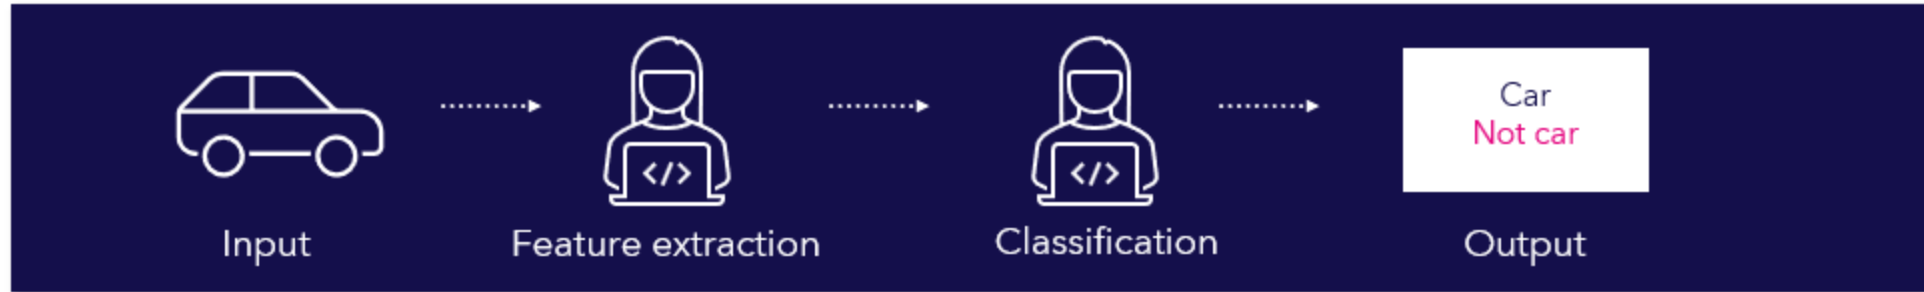 </>
</>
Car
Not car
Input
Feature extraction
Classification
Output